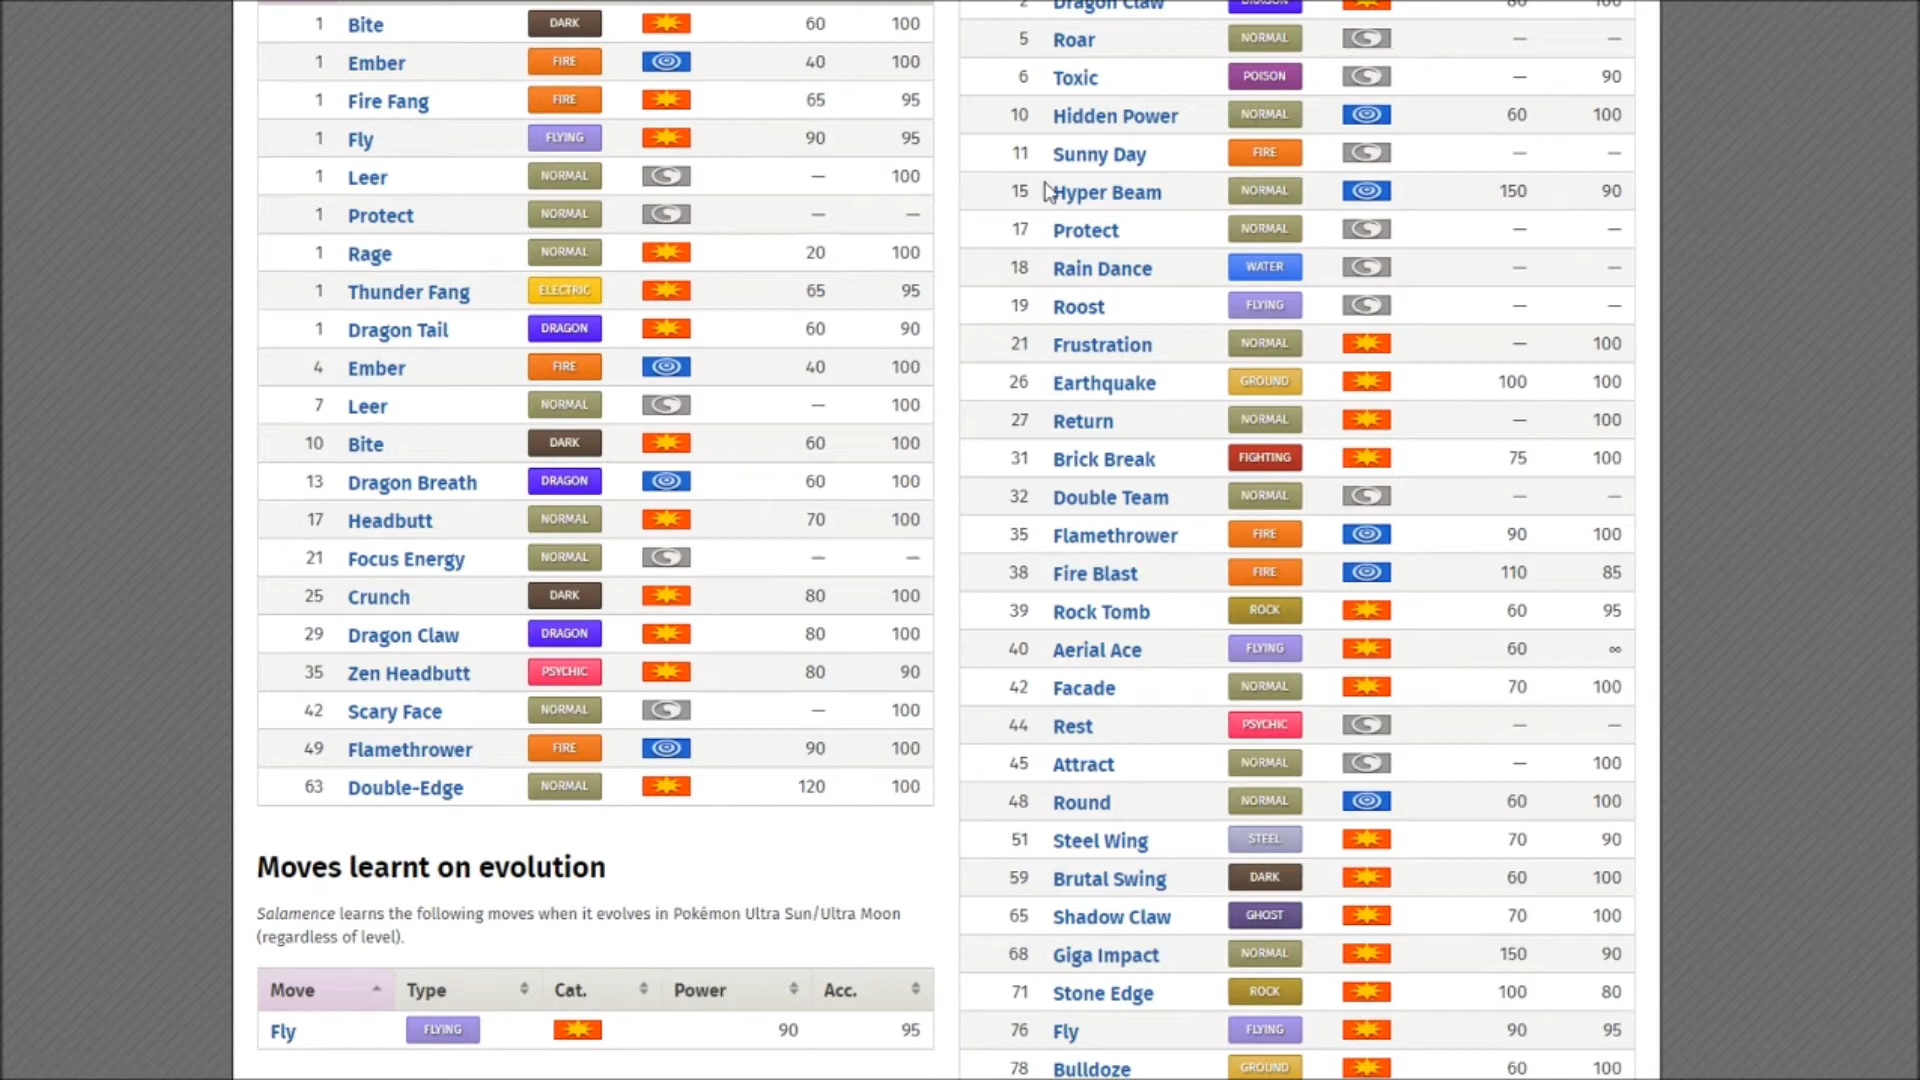 1 Bite DARK 60 100
1 Ember FIRE 40 100
1 Fire Fang FIRE 65 95
1 Fly FLYING 90 95
1 Leer NORMAL — 100
1 Protect NORMAL — —
1 Rage NORMAL 20 100
1 Thunder Fang ELECTRIC 65 95
1 Dragon Tail DRAGON 60 90
4 Ember FIRE 40 100
7 Leer NORMAL — 100
10 Bite DARK 60 100
13 Dragon Breath DRAGON 60 100
17 Headbutt NORMAL 70 100
21 Focus Energy NORMAL — —
25 Crunch DARK 80 100
29 Dragon Claw DRAGON 80 100
35 Zen Headbutt PSYCHIC 80 90
42 Scary Face NORMAL — 100
49 Flamethrower FIRE 90 100
63 Double-Edge NORMAL 120 100
Moves learnt on evolution
Salamence learns the following moves when it evolves in Pokémon Ultra Sun/Ultra Moon
(regardless of level).
Move Type Cat. Power Acc.
Fly FLYING 90 95
2 Dragon Claw DRAGON 80 100
5 Roar NORMAL — —
6 Toxic POISON — 90
10 Hidden Power NORMAL 60 100
11 Sunny Day FIRE — —
15 Hyper Beam NORMAL 150 90
17 Protect NORMAL — —
18 Rain Dance WATER — —
19 Roost FLYING — —
21 Frustration NORMAL — 100
26 Earthquake GROUND 100 100
27 Return NORMAL — 100
31 Brick Break FIGHTING 75 100
32 Double Team NORMAL — —
35 Flamethrower FIRE 90 100
38 Fire Blast FIRE 110 85
39 Rock Tomb ROCK 60 95
40 Aerial Ace FLYING 60 ∞
42 Facade NORMAL 70 100
44 Rest PSYCHIC — —
45 Attract NORMAL — 100
48 Round NORMAL 60 100
51 Steel Wing STEEL 70 90
59 Brutal Swing DARK 60 100
65 Shadow Claw GHOST 70 100
68 Giga Impact NORMAL 150 90
71 Stone Edge ROCK 100 80
76 Fly FLYING 90 95
78 Bulldoze GROUND 60 100